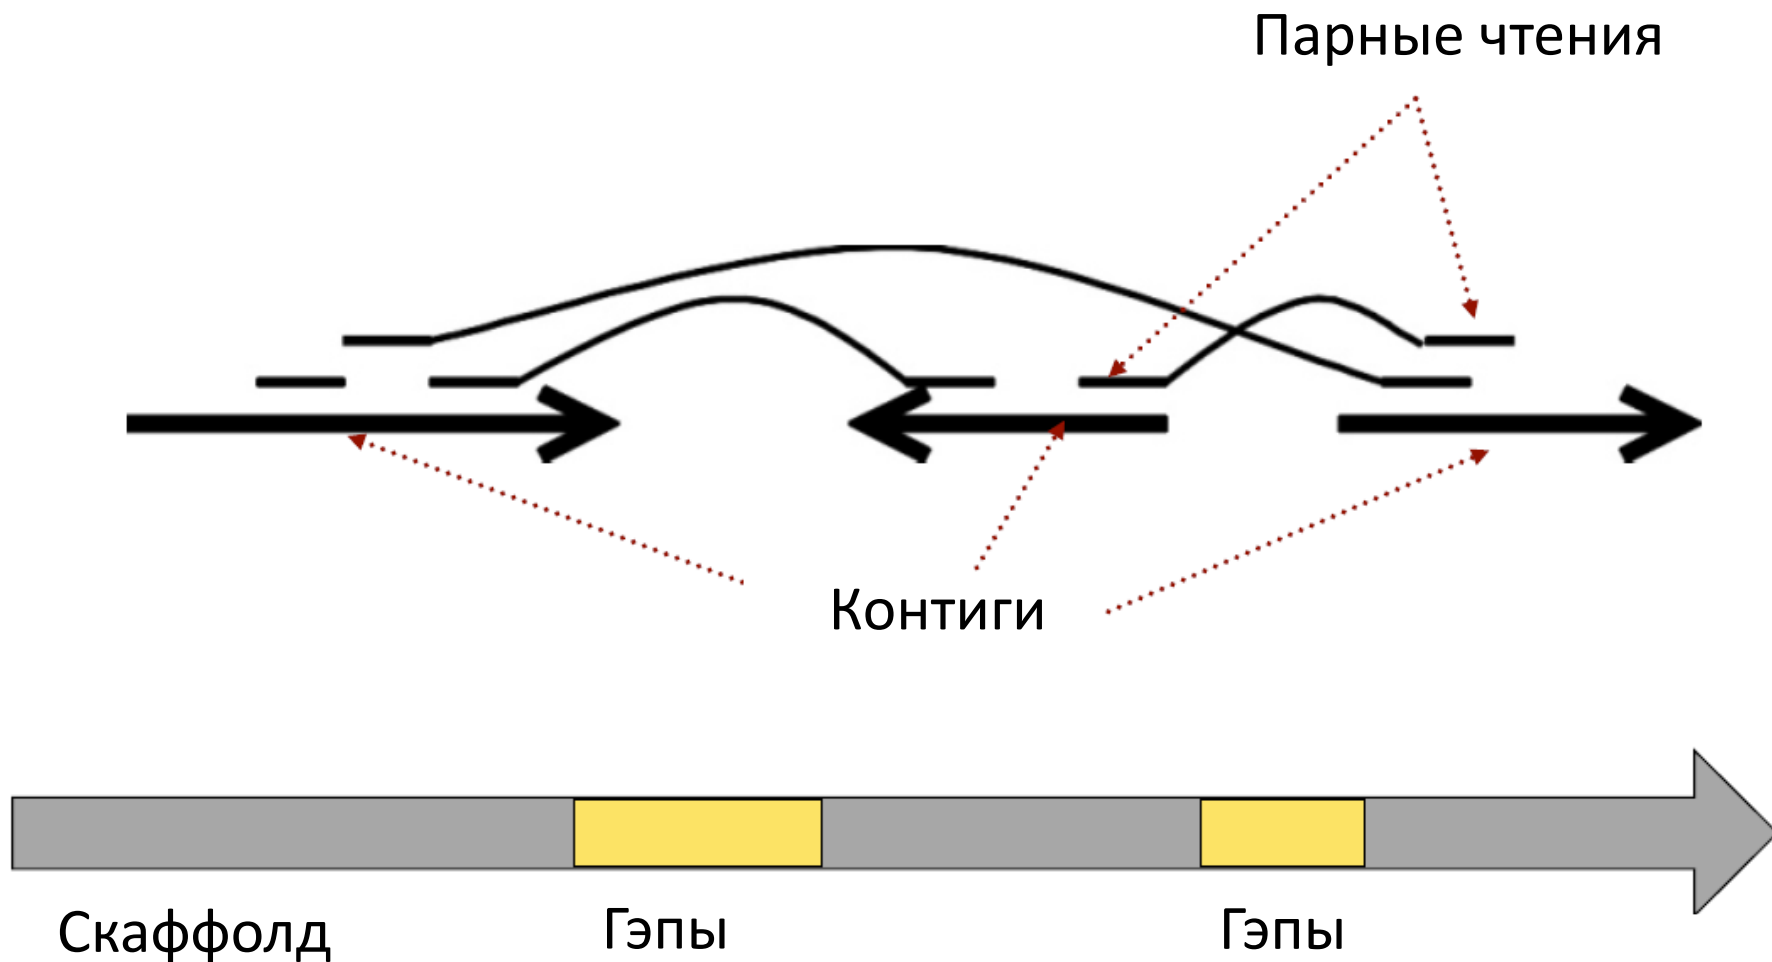 Парные чтения
Контиги
Скаффолд
Гэпы
Гэпы